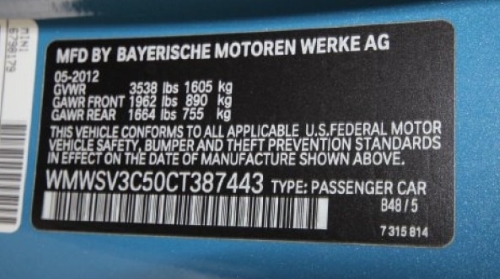 MINI
6798179
MFD BY BAYERISCHE MOTOREN WERKE AG
05-2012
GVWR 3538 lbs 1605 kg
GAWR FRONT 1962 lbs 890 kg
GAWR REAR 1664 lbs 755 kg
THIS VEHICLE CONFORMS TO ALL APPLICABLE U.S.FEDERAL MOTOR
VEHICLE SAFETY, BUMPER AND THEFT PREVENTION STANDARDS
IN EFFECT ON THE DATE OF MANUFACTURE SHOWN ABOVE.
WMWSV3C50CT387443 TYPE: PASSENGER CAR
B48/5
7 315 814